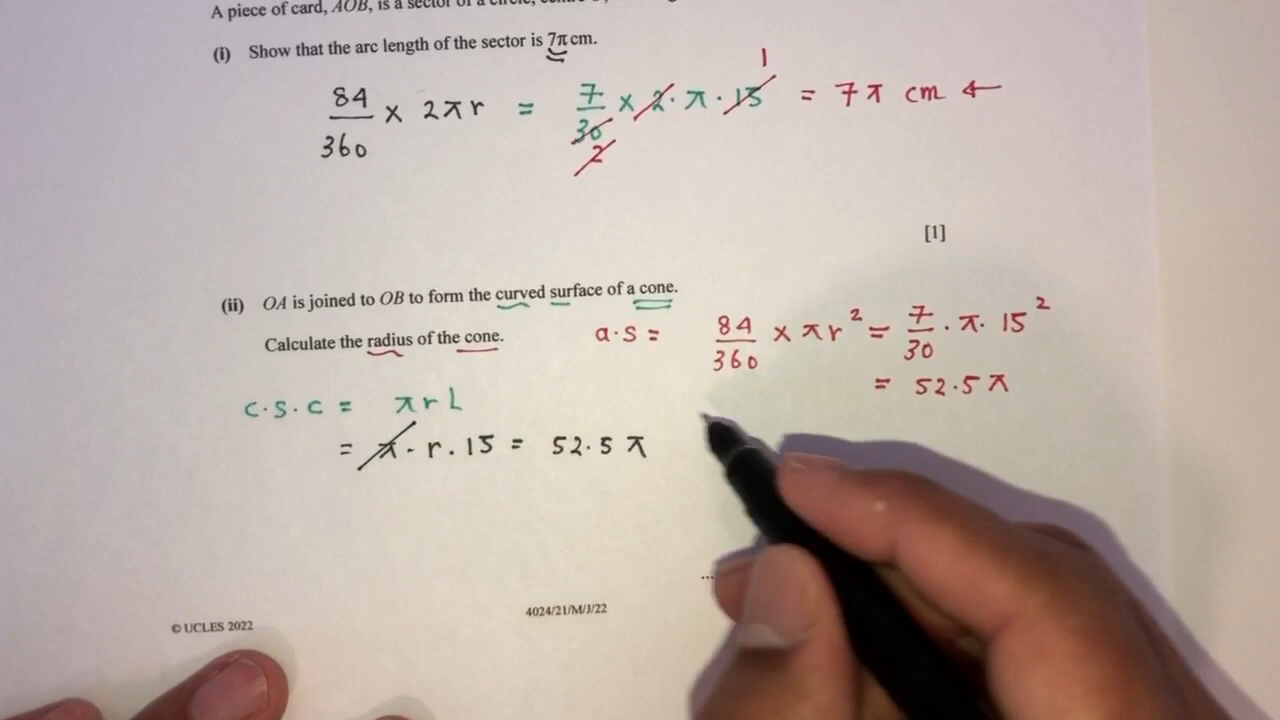 A piece of card, AOB, is a sector of a circle, centre
(i) Show that the arc length of the sector is 7π cm.
84/360 × 2πr = 7/30 2 × 2 · π · 15 1 = 7π cm ←
[1]
(ii) OA is joined to OB to form the curved surface of a cone.
Calculate the radius of the cone.
a·s = 84/360 × πr² = 7/30 · π · 15²
= 52.5 π
c.s.c = πrL
= π · r . 15 = 52.5 π
...
4024/21/M/J/22
© UCLES 2022